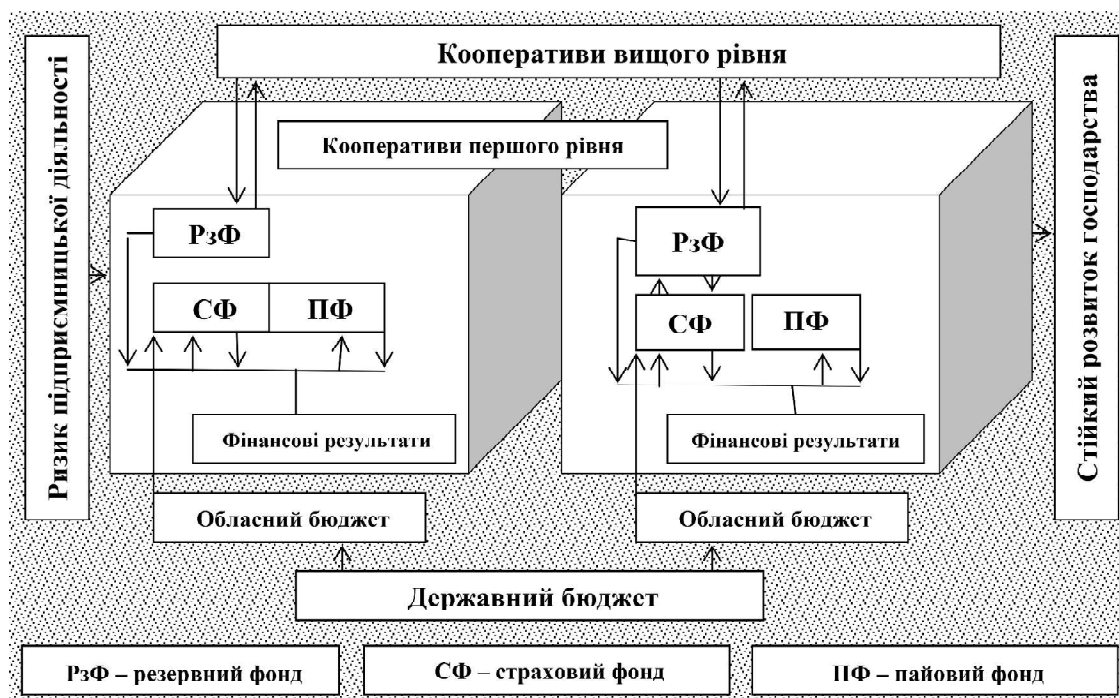 Кооперативи вищого рівня
Ризик підприємницької діяльності
Стійкий розвиток господарства
Кооперативи першого рівня
РзФ
СФ
ПФ
Фінансові результати
РзФ
СФ
ПФ
Фінансові результати
Обласний бюджет
Обласний бюджет
Державний бюджет
РзФ – резервний фонд
СФ – страховий фонд
ПФ – пайовий фонд